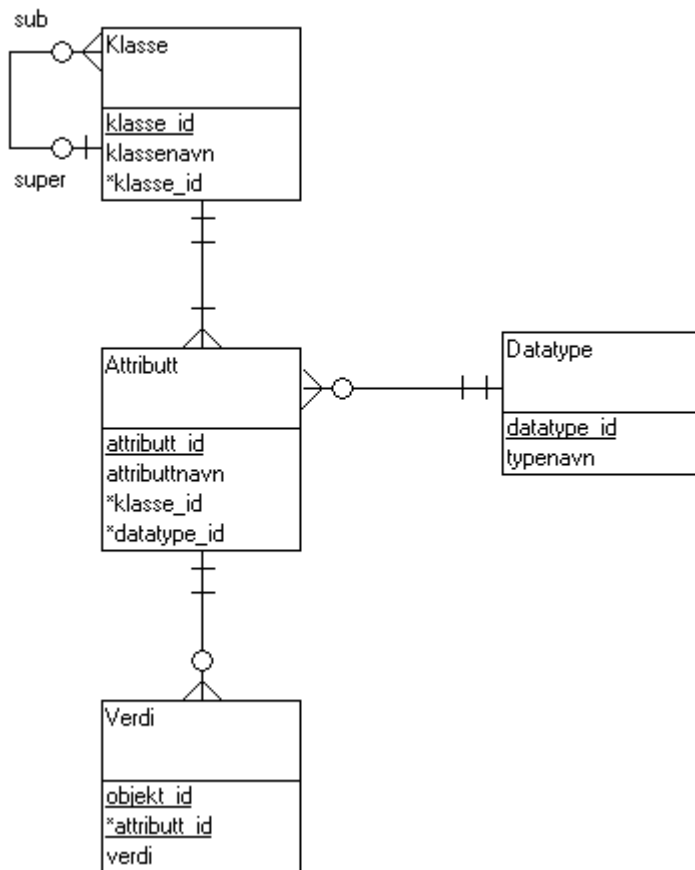 sub
Klasse
klasse_id
klassenavn
*klasse_id
super
Attributt
attributt_id
attributtnavn
*klasse_id
*datatype_id
Datatype
datatype_id
typenavn
Verdi
objekt_id
*attributt_id
verdi